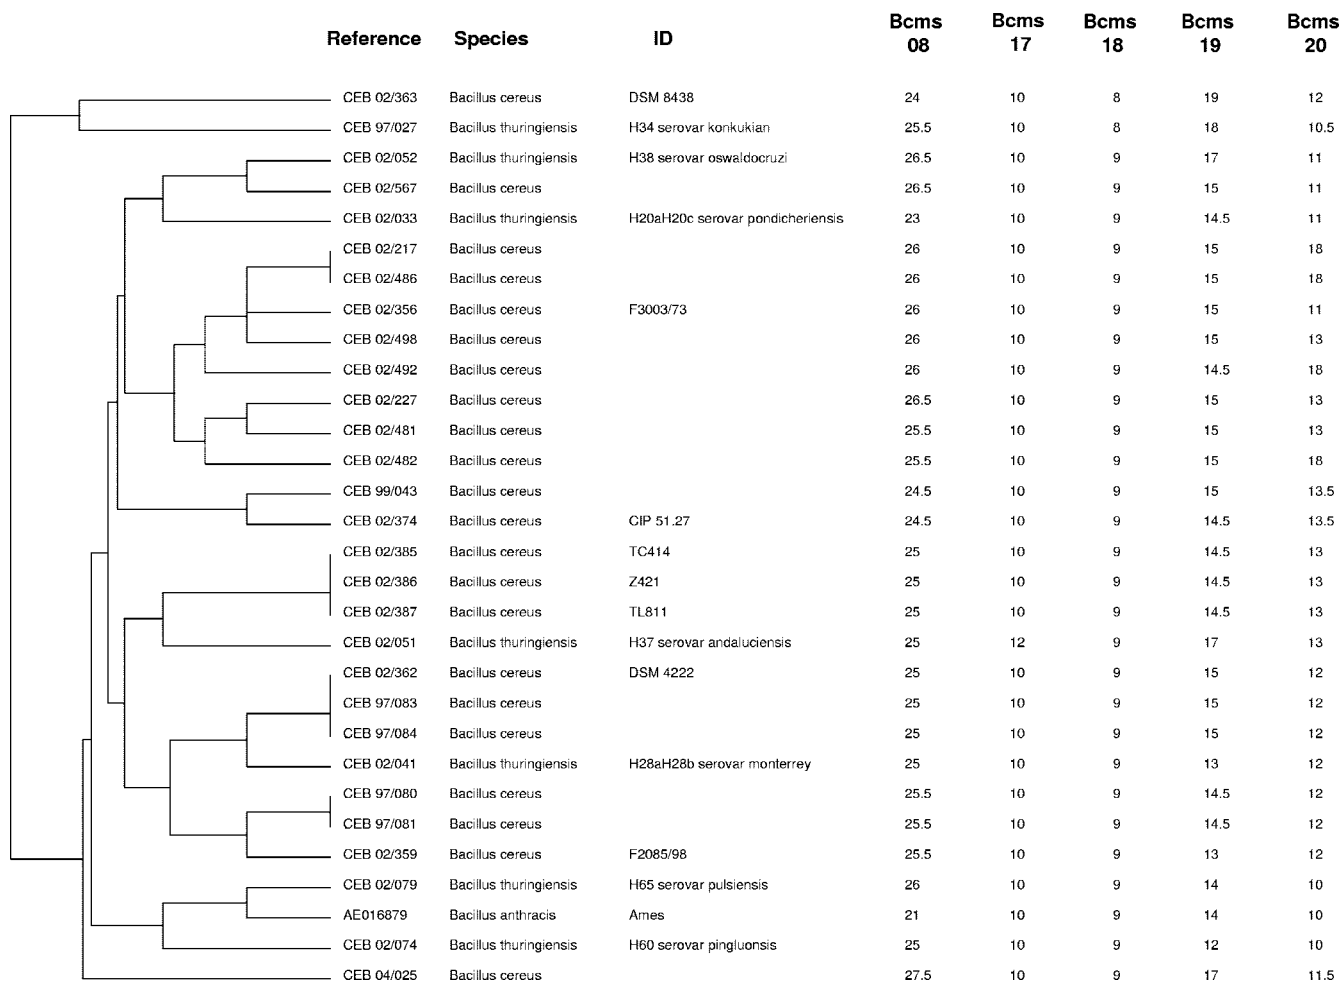 Reference Species ID Bcms 08 Bcms 17 Bcms 18 Bcms 19 Bcms 20
CEB 02/363 Bacillus cereus DSM 8438 24 10 8 19 12
CEB 97/027 Bacillus thuringiensis H34 serovar konkukian 25.5 10 8 18 10.5
CEB 02/052 Bacillus thuringiensis H38 serovar oswaldocruzi 26.5 10 9 17 11
CEB 02/567 Bacillus cereus 26.5 10 9 15 11
CEB 02/033 Bacillus thuringiensis H20aH20c serovar pondicheriensis 23 10 9 14.5 11
CEB 02/217 Bacillus cereus 26 10 9 15 18
CEB 02/486 Bacillus cereus 26 10 9 15 18
CEB 02/356 Bacillus cereus F3003/73 26 10 9 15 11
CEB 02/498 Bacillus cereus 26 10 9 15 13
CEB 02/492 Bacillus cereus 26 10 9 14.5 18
CEB 02/227 Bacillus cereus 26.5 10 9 15 13
CEB 02/481 Bacillus cereus 25.5 10 9 15 13
CEB 02/482 Bacillus cereus 25.5 10 9 15 18
CEB 99/043 Bacillus cereus 24.5 10 9 15 13.5
CEB 02/374 Bacillus cereus CIP 51.27 24.5 10 9 14.5 13.5
CEB 02/385 Bacillus cereus TC414 25 10 9 14.5 13
CEB 02/386 Bacillus cereus Z421 25 10 9 14.5 13
CEB 02/387 Bacillus cereus TL811 25 10 9 14.5 13
CEB 02/051 Bacillus thuringiensis H37 serovar andaluciensis 25 12 9 17 13
CEB 02/362 Bacillus cereus DSM 4222 25 10 9 15 12
CEB 97/083 Bacillus cereus 25 10 9 15 12
CEB 97/084 Bacillus cereus 25 10 9 15 12
CEB 02/041 Bacillus thuringiensis H28aH28b serovar monterrey 25 10 9 13 12
CEB 97/080 Bacillus cereus 25.5 10 9 14.5 12
CEB 97/081 Bacillus cereus 25.5 10 9 14.5 12
CEB 02/359 Bacillus cereus F2085/98 25.5 10 9 13 12
CEB 02/079 Bacillus thuringiensis H65 serovar pulsiensis 26 10 9 14 10
AE016879 Bacillus anthracis Ames 21 10 9 14 10
CEB 02/074 Bacillus thuringiensis H60 serovar pingluonsis 25 10 9 12 10
CEB 04/025 Bacillus cereus 27.5 10 9 17 11.5